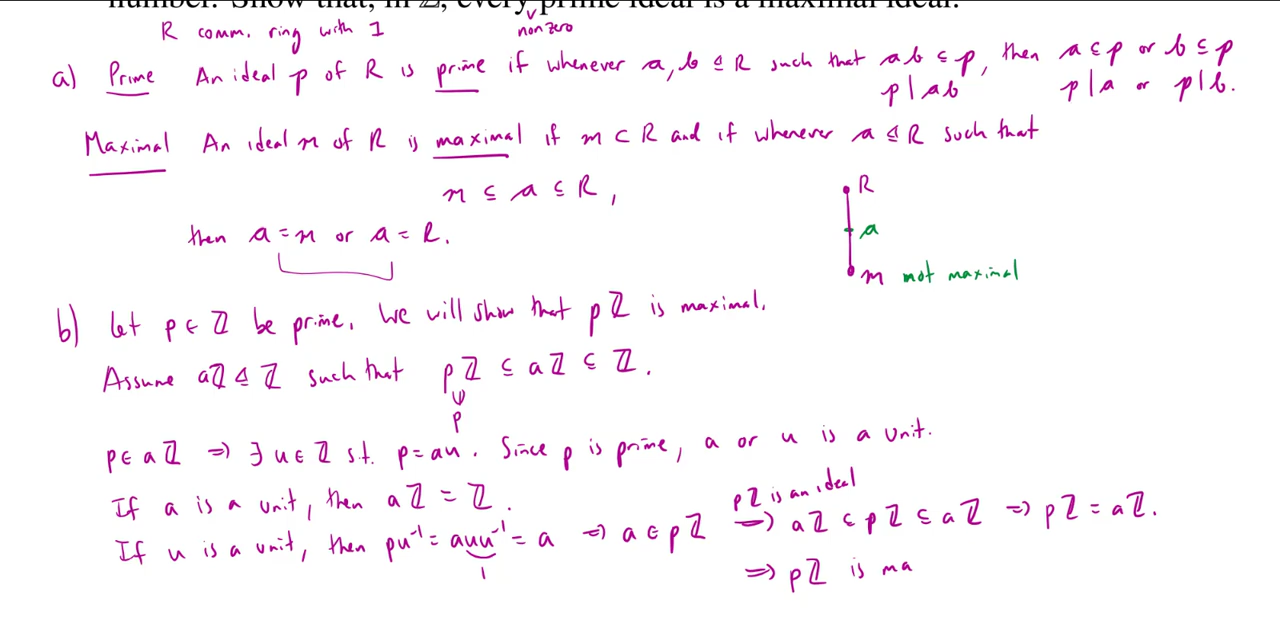 number. Show that, in ℤ, every prime ideal is a maximal ideal.
R comm. ring with 1
nonzero
a) Prime An ideal p of R is prime if whenever a, b ⊴ R such that ab ⊆ p, then a ⊆ p or b ⊆ p
p | ab p | a or p | b.
Maximal An ideal m of R is maximal if m ⊂ R and if whenever a ⊴ R such that
m ⊆ a ⊆ R,
then a = m or a = R.
R
a
m not maximal
b) Let p ∈ ℤ be prime. We will show that pℤ is maximal.
Assume aℤ ⊴ ℤ such that pℤ ⊆ aℤ ⊆ ℤ.
p
p ∈ aℤ ⇒ ∃ u ∈ ℤ s.t. p = au. Since p is prime, a or u is a unit.
If a is a unit, then aℤ = ℤ.
pℤ is an ideal
If u is a unit, then pu⁻¹ = auu⁻¹ = a ⇒ a ∈ pℤ ⇒ aℤ ⊆ pℤ ⊆ aℤ ⇒ pℤ = aℤ.
1
⇒ pℤ is ma